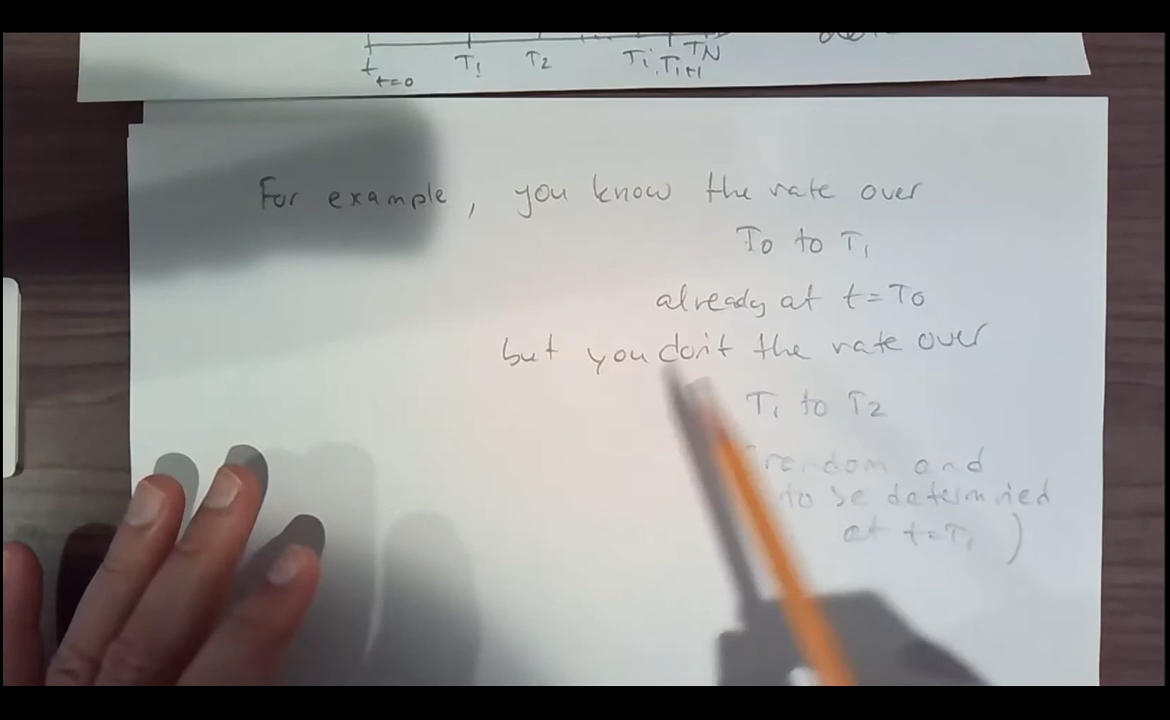 t T₁ T₂ Tᵢ Tᵢ₊₁ TN
t=0
For example, you know the rate over
T₀ to T₁
already at t=T₀
but you don't the rate over
T₁ to T₂
random and
to be determined
at t=T₁)